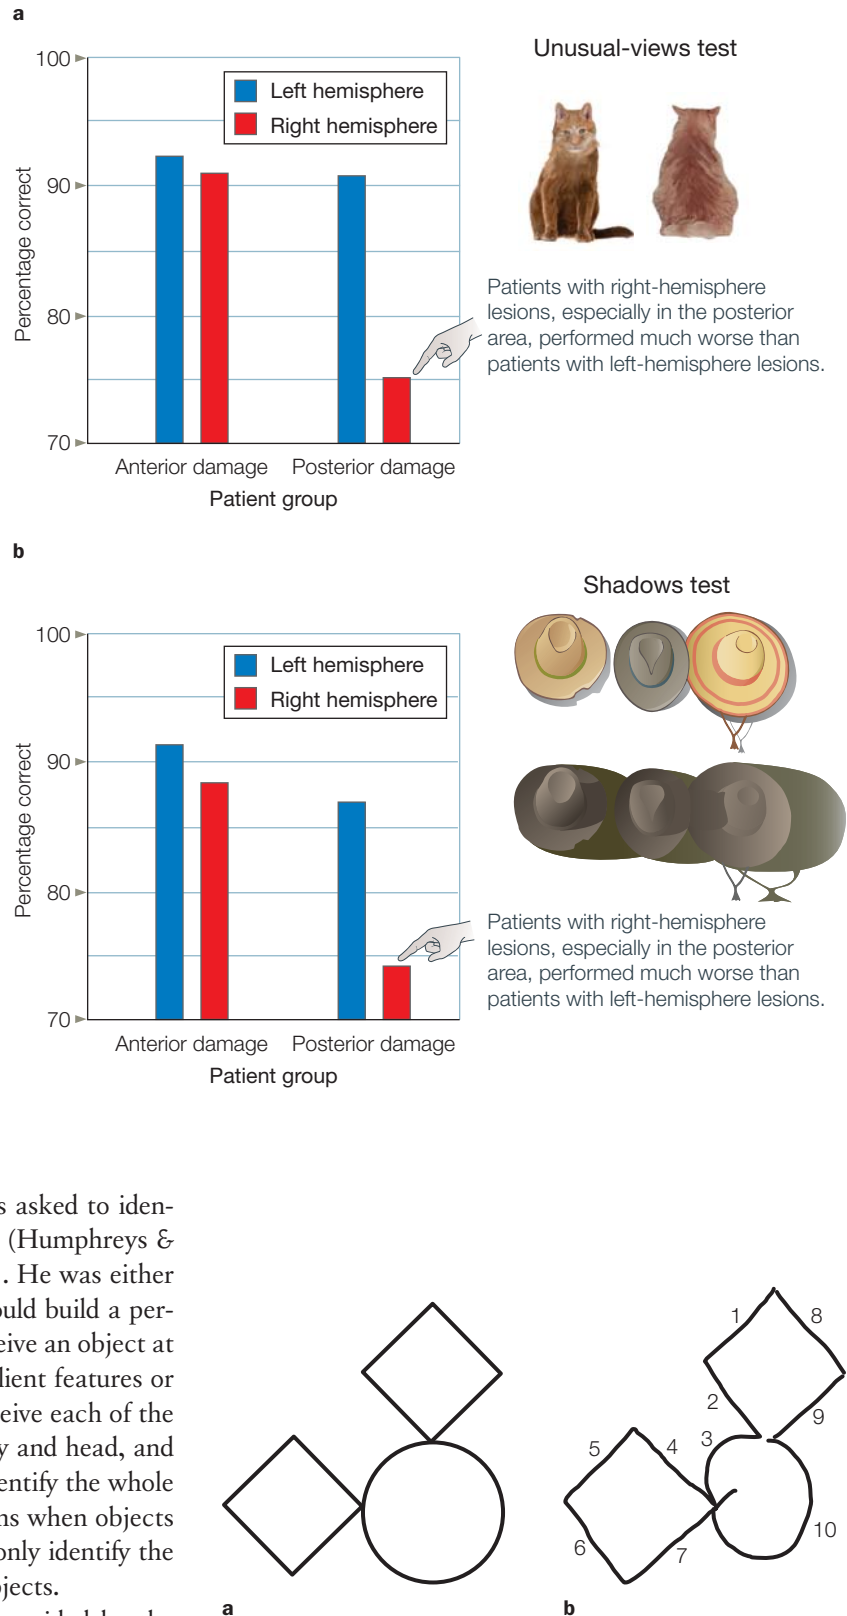 a
100
90
80
70
Percentage correct
Left hemisphere
Right hemisphere
Anterior damage
Posterior damage
Patient group
Unusual-views test
Patients with right-hemisphere
lesions, especially in the posterior
area, performed much worse than
patients with left-hemisphere lesions.
b
100
90
80
70
Percentage correct
Left hemisphere
Right hemisphere
Anterior damage
Posterior damage
Patient group
Shadows test
Patients with right-hemisphere
lesions, especially in the posterior
area, performed much worse than
patients with left-hemisphere lesions.
s asked to iden-
(Humphreys &
. He was either
ould build a per-
eive an object at
lient features or
eive each of the
y and head, and
entify the whole
ns when objects
only identify the
jects.
a
1
8
2
9
3
5
4
6
7
10
b